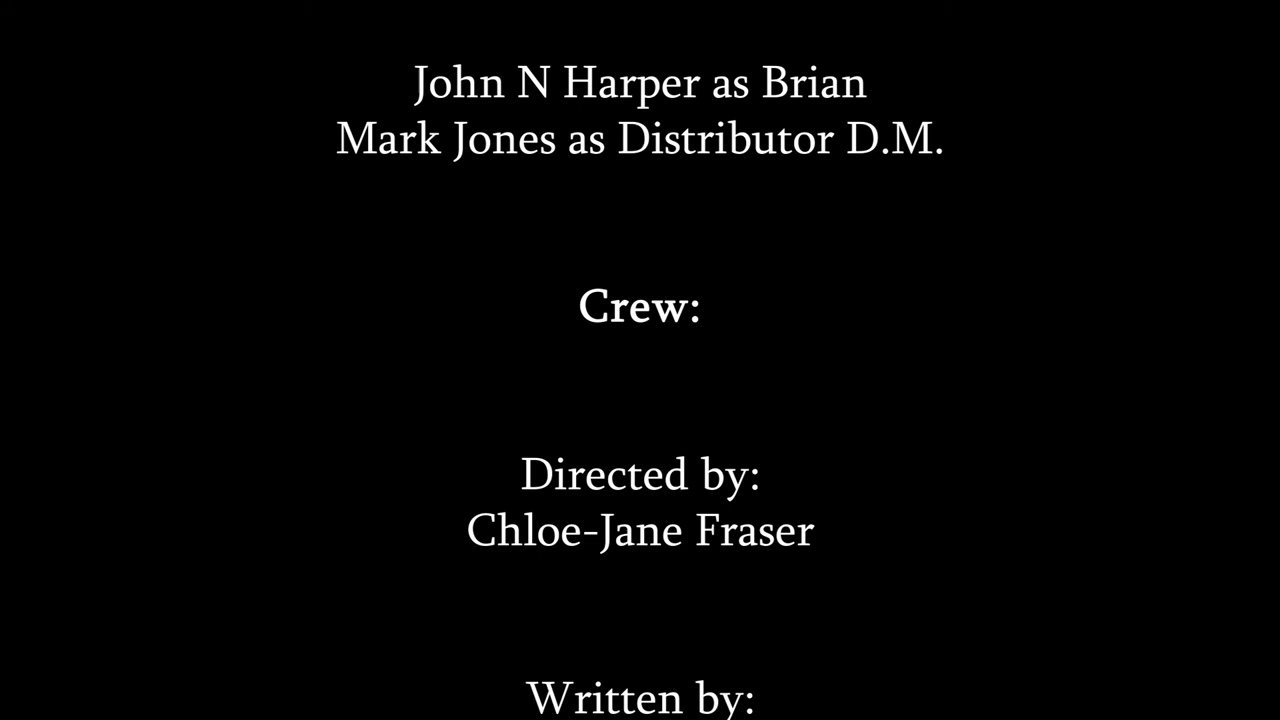 John N Harper as Brian
Mark Jones as Distributor D.M.
Crew:
Directed by:
Chloe-Jane Fraser
Written by: